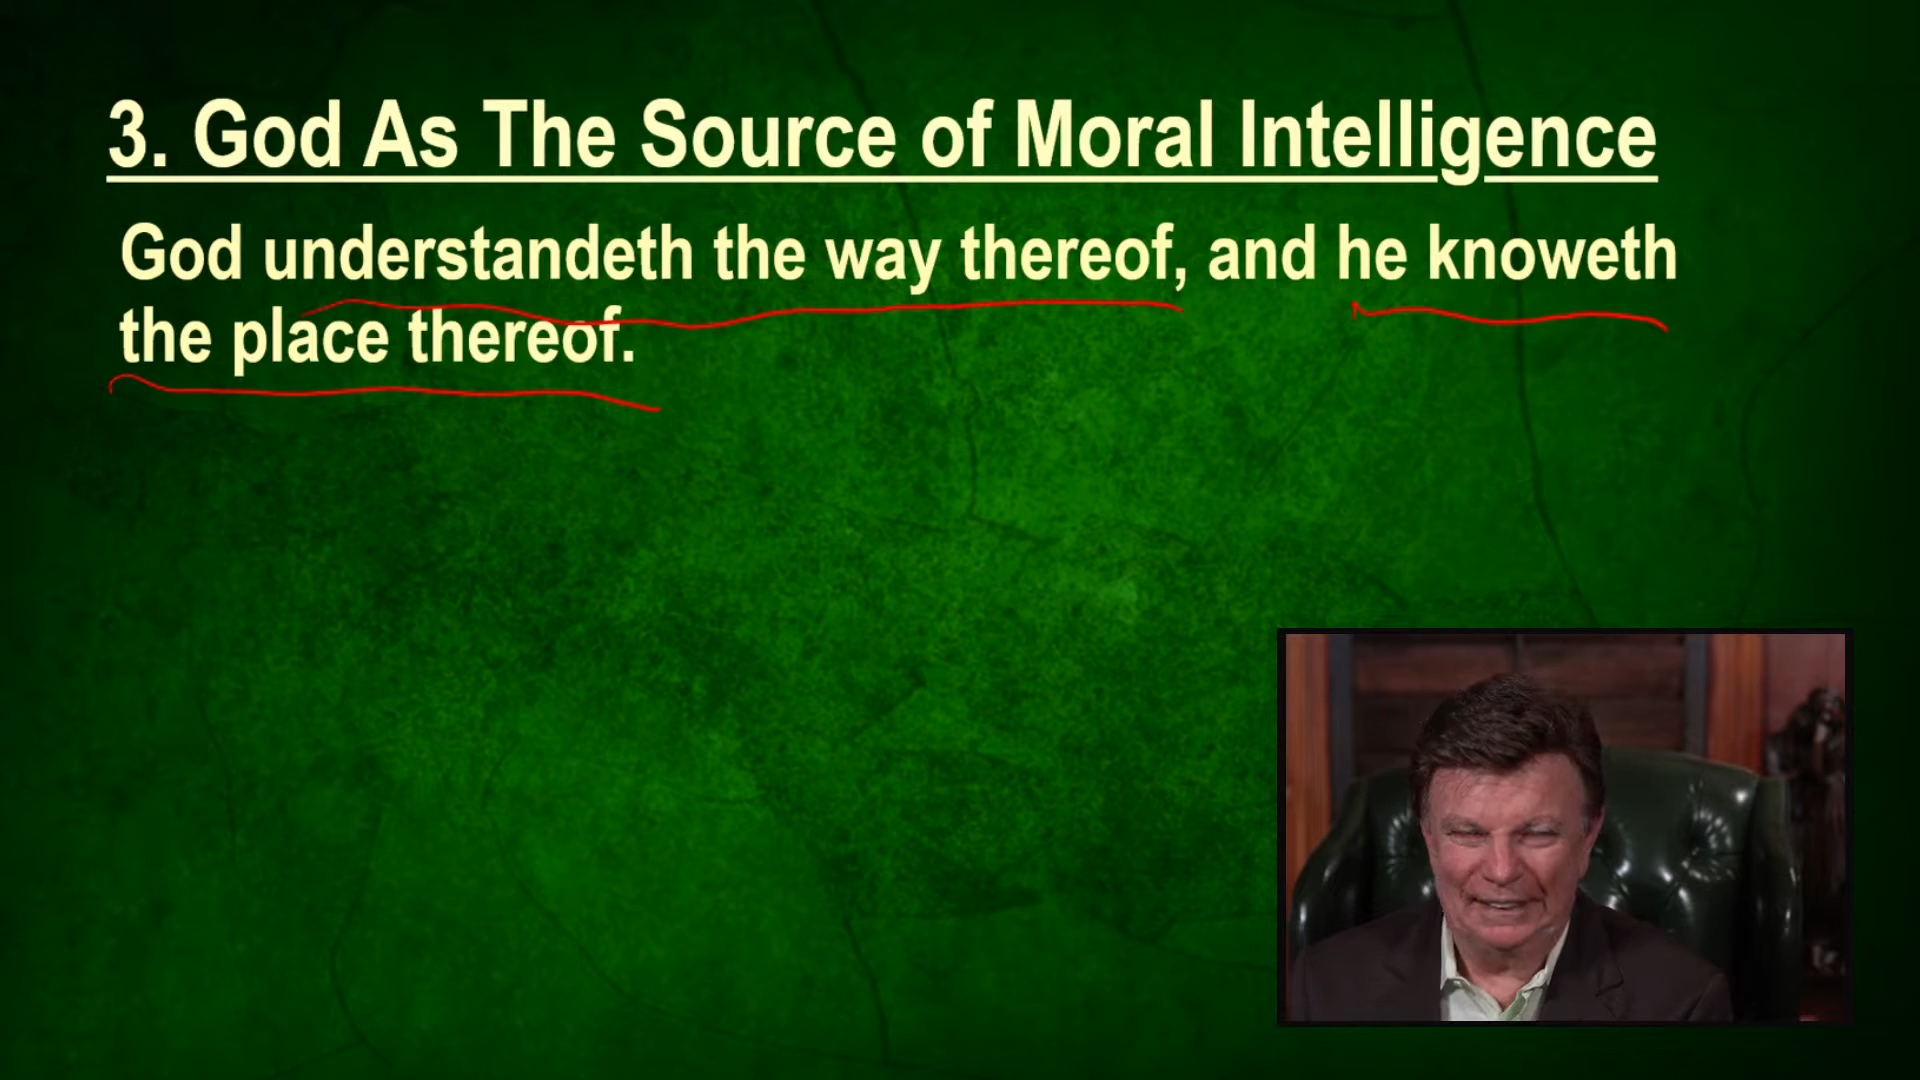 3. God As The Source of Moral Intelligence
God understandeth the way thereof, and he knoweth
the place thereof.